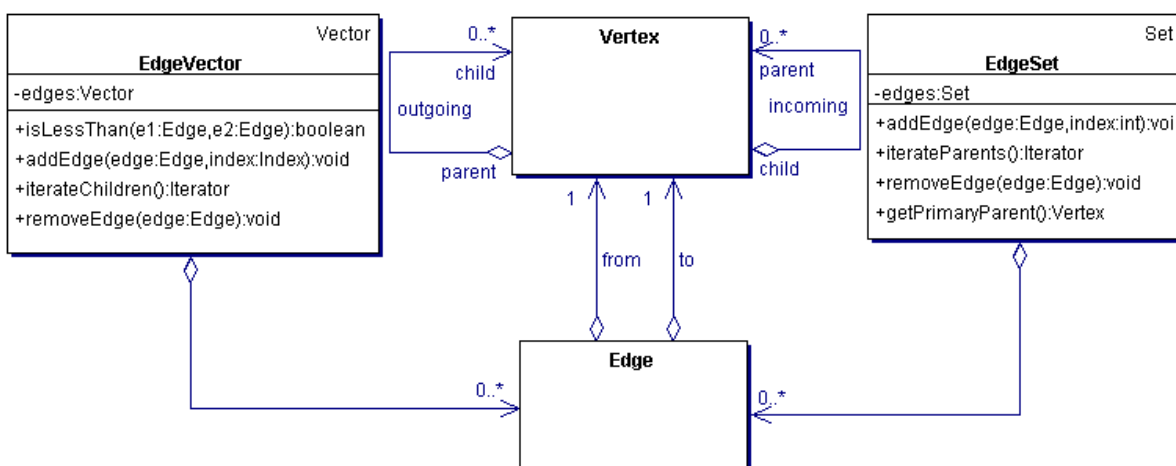 Vector
EdgeVector
-edges:Vector
+isLessThan(e1:Edge,e2:Edge):boolean
+addEdge(edge:Edge,index:Index):void
+iterateChildren():Iterator
+removeEdge(edge:Edge):void
0..*
child
outgoing
parent
Vertex
0..*
parent
incoming
child
Set
EdgeSet
-edges:Set
+addEdge(edge:Edge,index:int):voi
+iterateParents():Iterator
+removeEdge(edge:Edge):void
+getPrimaryParent():Vertex
1
1
from
to
Edge
0..*
0..*